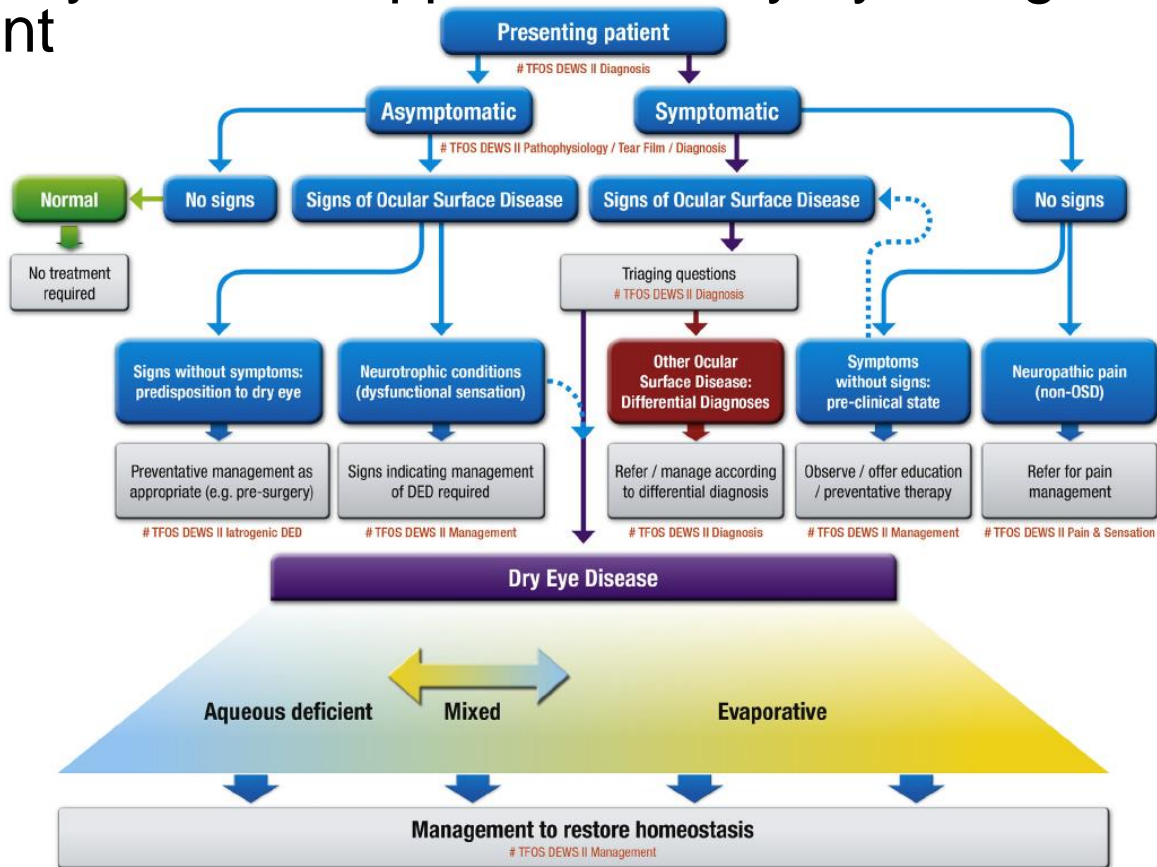 nt
Presenting patient
# TFOS DEWS II Diagnosis
Asymptomatic
Symptomatic
# TFOS DEWS II Pathophysiology / Tear Film / Diagnosis
Normal
No signs
Signs of Ocular Surface Disease
Signs of Ocular Surface Disease
No signs
No treatment
required
Triaging questions
# TFOS DEWS II Diagnosis
Signs without symptoms:
predisposition to dry eye
Neurotrophic conditions
(dysfunctional sensation)
Other Ocular
Surface Disease:
Differential Diagnoses
Symptoms
without signs:
pre-clinical state
Neuropathic pain
(non-OSD)
Preventative management as
appropriate (e.g. pre-surgery)
Signs indicating management
of DED required
Refer / manage according
to differential diagnosis
Observe / offer education
/ preventative therapy
Refer for pain
management
# TFOS DEWS II Iatrogenic DED
# TFOS DEWS II Management
# TFOS DEWS II Diagnosis
# TFOS DEWS II Management
# TFOS DEWS II Pain & Sensation
Dry Eye Disease
Aqueous deficient
Mixed
Evaporative
Management to restore homeostasis
# TFOS DEWS II Management